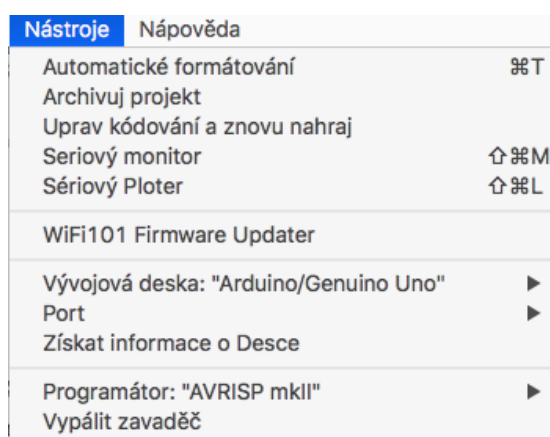 Nástroje Nápověda
Automatické formátování ⌘T
Archivuj projekt
Uprav kódování a znovu nahraj
Seriový monitor ⇧⌘M
Sériový Ploter ⇧⌘L
WiFi101 Firmware Updater
Vývojová deska: "Arduino/Genuino Uno" ▶
Port ▶
Získat informace o Desce
Programátor: "AVRISP mkII" ▶
Vypálit zavaděč